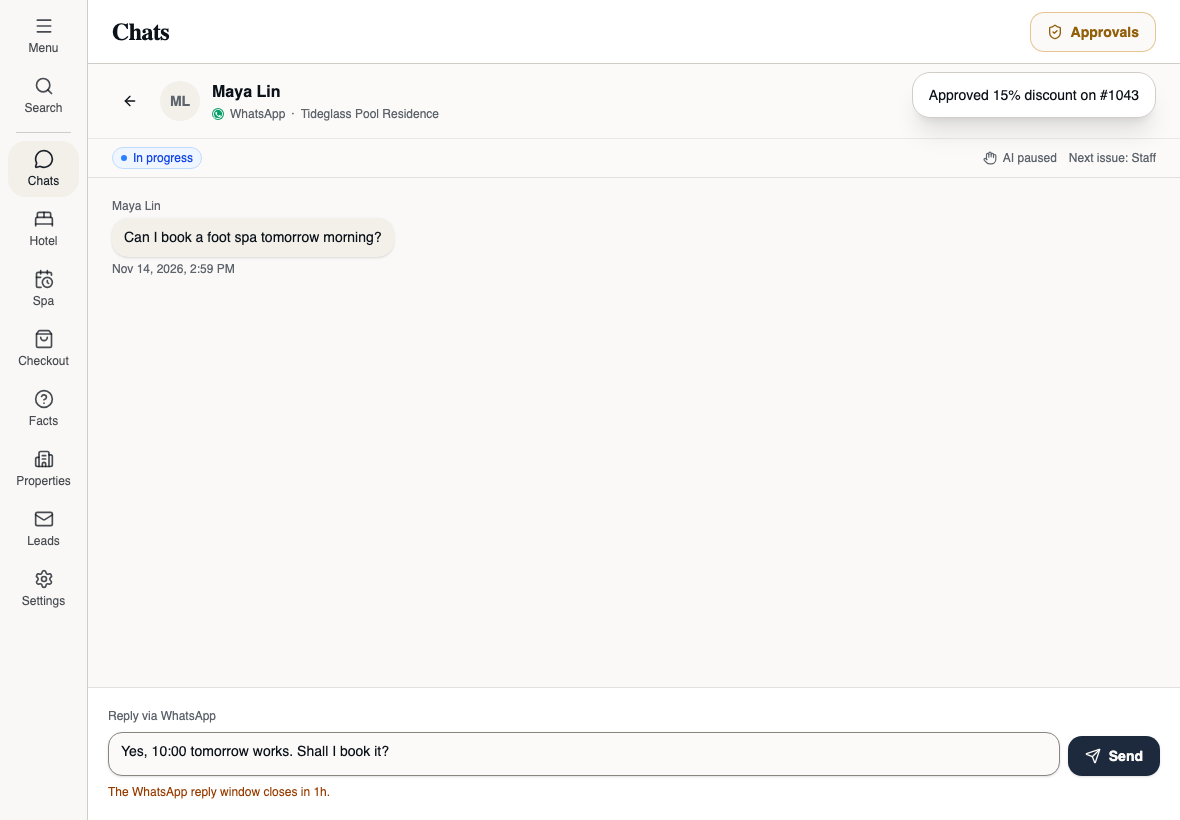 Menu
Search
Chats
Hotel
Spa
Checkout
Facts
Properties
Leads
Settings
Chats
Approvals
ML
Maya Lin
WhatsApp · Tideglass Pool Residence
Approved 15% discount on #1043
In progress
AI paused
Next issue: Staff
Maya Lin
Can I book a foot spa tomorrow morning?
Nov 14, 2026, 2:59 PM
Reply via WhatsApp
Yes, 10:00 tomorrow works. Shall I book it?
Send
The WhatsApp reply window closes in 1h.